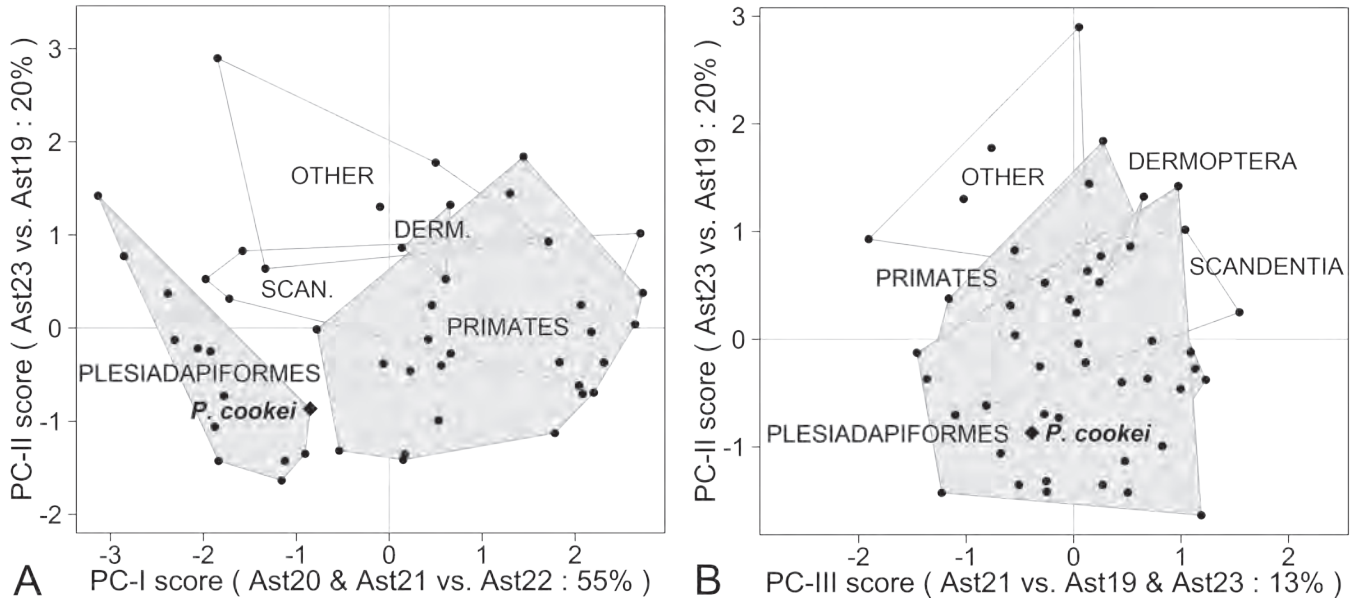 PC-II score ( Ast23 vs. Ast19 : 20% )
3
2
1
0
-1
-2
OTHER
DERM.
SCAN.
PRIMATES
PLESIADAPIFORMES
P. cookei
-3 -2 -1 0 1 2
A PC-I score ( Ast20 & Ast21 vs. Ast22 : 55% )
PC-II score ( Ast23 vs. Ast19 : 20% )
3
2
1
0
-1
DERMOPTERA
OTHER
SCANDENTIA
PRIMATES
PLESIADAPIFORMES P. cookei
-2 -1 0 1 2
B PC-III score ( Ast21 vs. Ast19 & Ast23 : 13% )